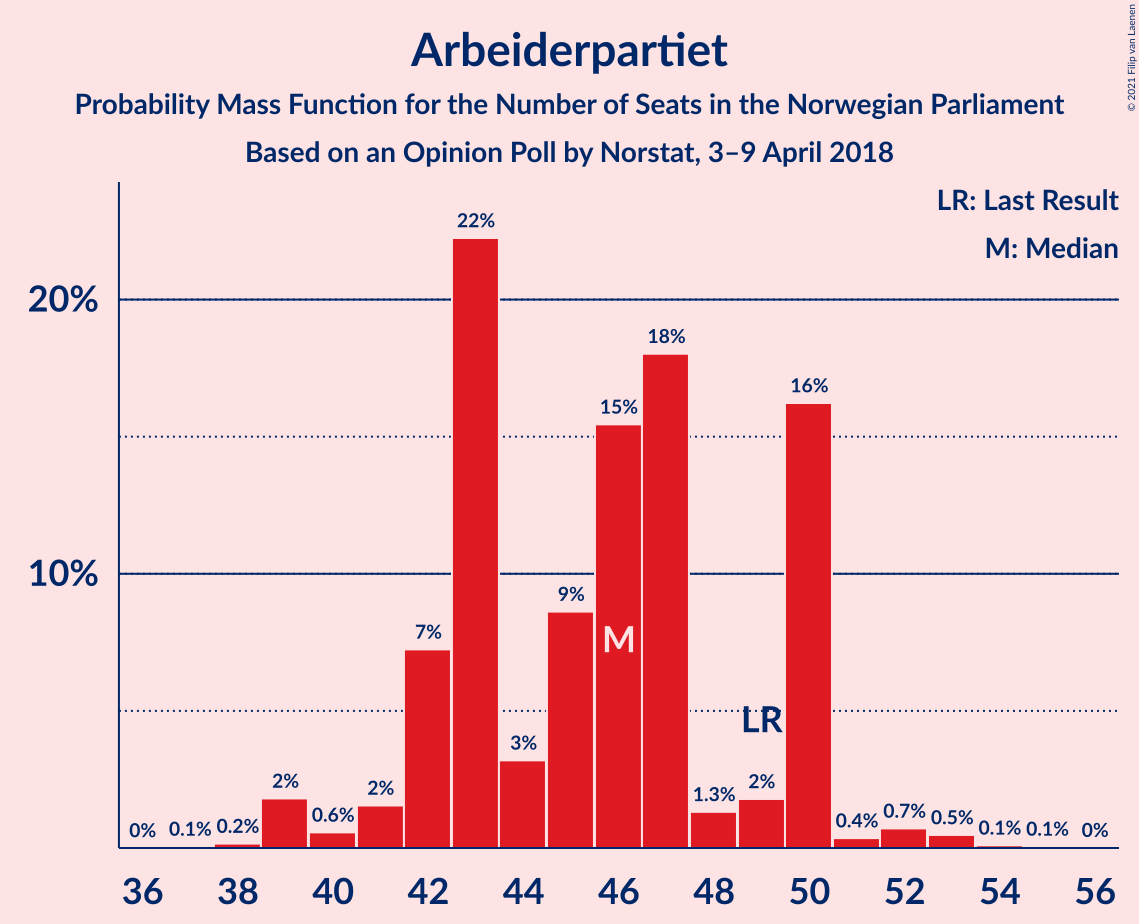 Arbeiderpartiet
Probability Mass Function for the Number of Seats in the Norwegian Parliament
Based on an Opinion Poll by Norstat, 3–9 April 2018
© 2021 Filip van Laenen
LR: Last Result
M: Median
20%
10%
0%
0.1%
0.2%
2%
0.6%
2%
7%
22%
3%
9%
15%
18%
1.3%
2%
16%
0.4%
0.7%
0.5%
0.1%
0.1%
0%
M
LR
36 38 40 42 44 46 48 50 52 54 56